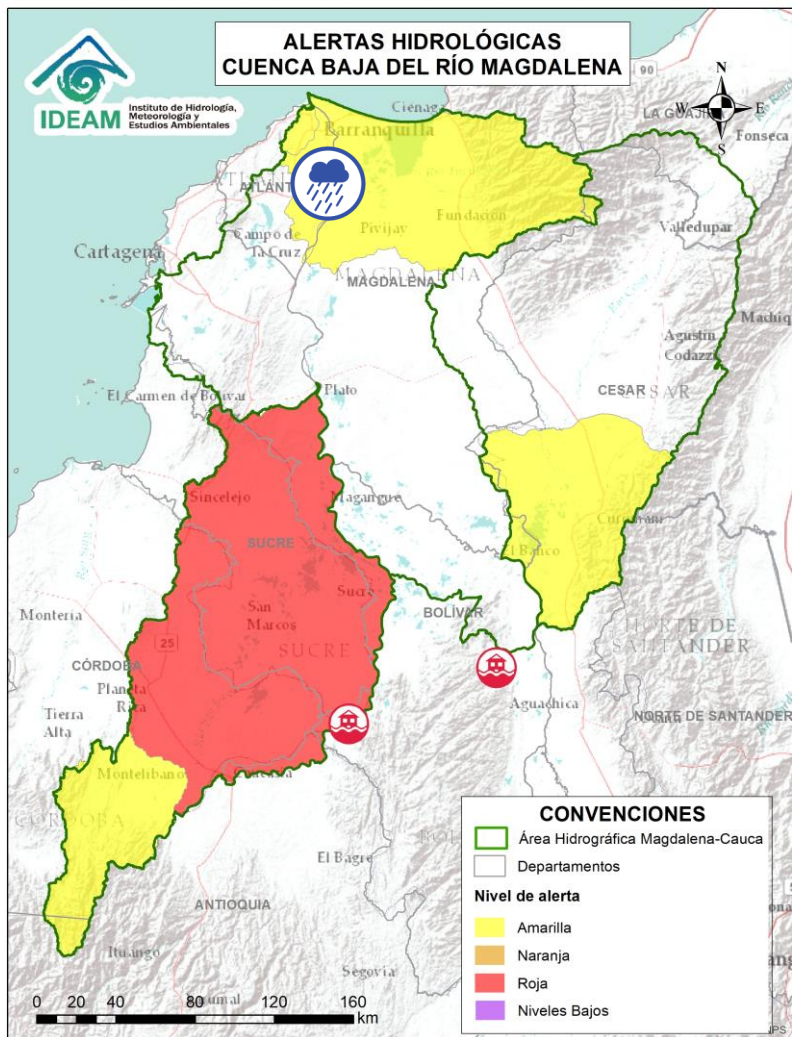 ALERTAS HIDROLÓGICAS
CUENCA BAJA DEL RÍO MAGDALENA
IDEAM
Instituto de Hidrología,
Meteorología y
Estudios Ambientales
N
W
E
S
90
Ciénaga
LA GUAJIRA
Barranquilla
Fonseca
Cartagena
Campo de
la Cruz
Pivijay
Fundación
Valledupar
MAGDALENA
MAGDALENA
Agustín
Codazzi
El Carmen de Bolívar
Plato
CESAR
CESAR
Sincelejo
Magangué
SUCRE
El Banco
Sucre
San
Marcos
BOLÍVAR
Montería
SUCRE
NORTE DE
SANTANDER
25
CÓRDOBA
Planeta
Rica
Aguachica
Tierra
Alta
NORTE DE SANTANDER
Montelíbano
CÓRDOBA
El Bagre
ANTIOQUIA
Ituango
Segovia
0 20 40 80 120 160
km
CONVENCIONES
Área Hidrográfica Magdalena-Cauca
Departamentos
Nivel de alerta
Amarilla
Naranja
Roja
Niveles Bajos